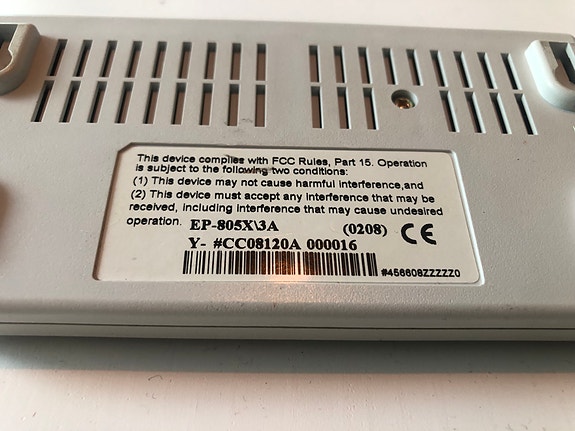 This device complies with FCC Rules, Part 15. Operation
is subject to the following two conditions:
(1) This device may not cause harmful interference,and
(2) This device must accept any interference that may be
received, including interference that may cause undesired
operation. EP-805X\3A (0208) CE
Y- #CC08120A 000016
#456608ZZZZZ0